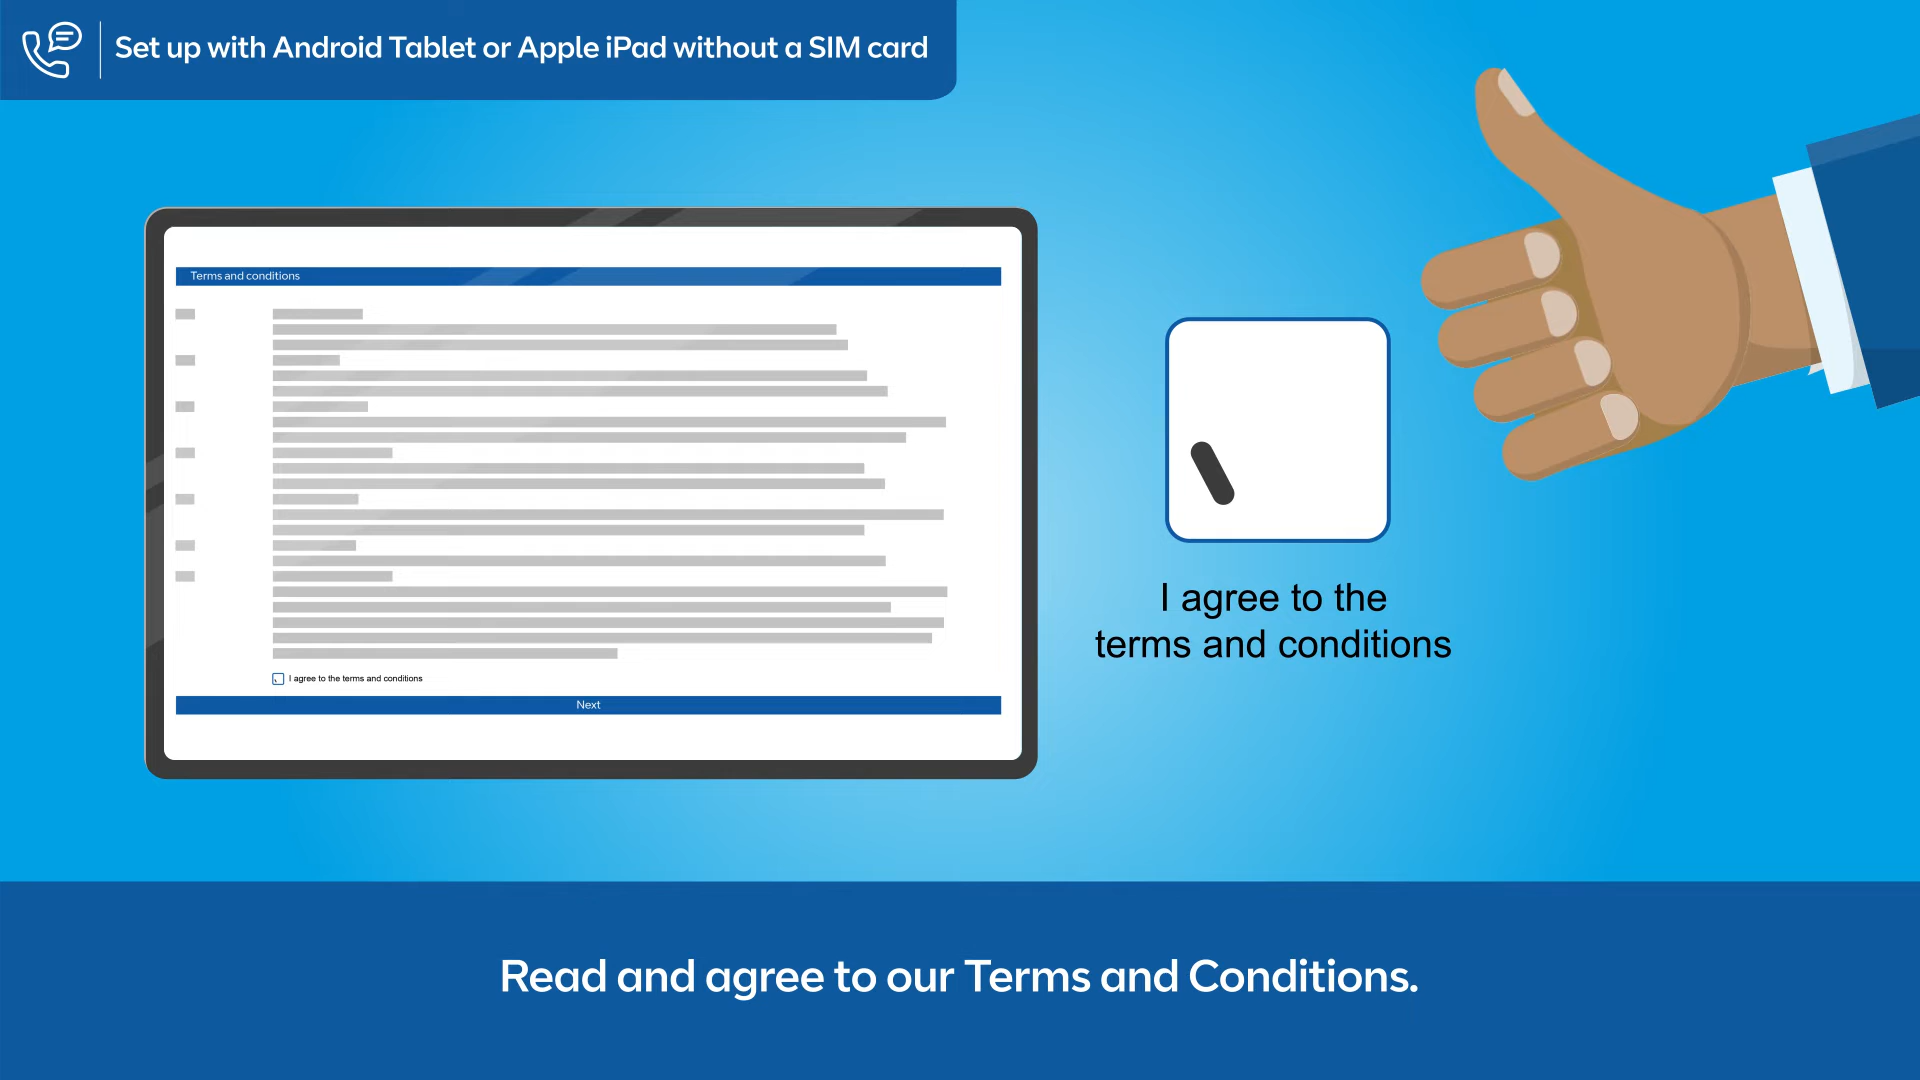 Set up with Android Tablet or Apple iPad without a SIM card
Terms and conditions
I agree to the terms and conditions
Next
I agree to the
terms and conditions
Read and agree to our Terms and Conditions.